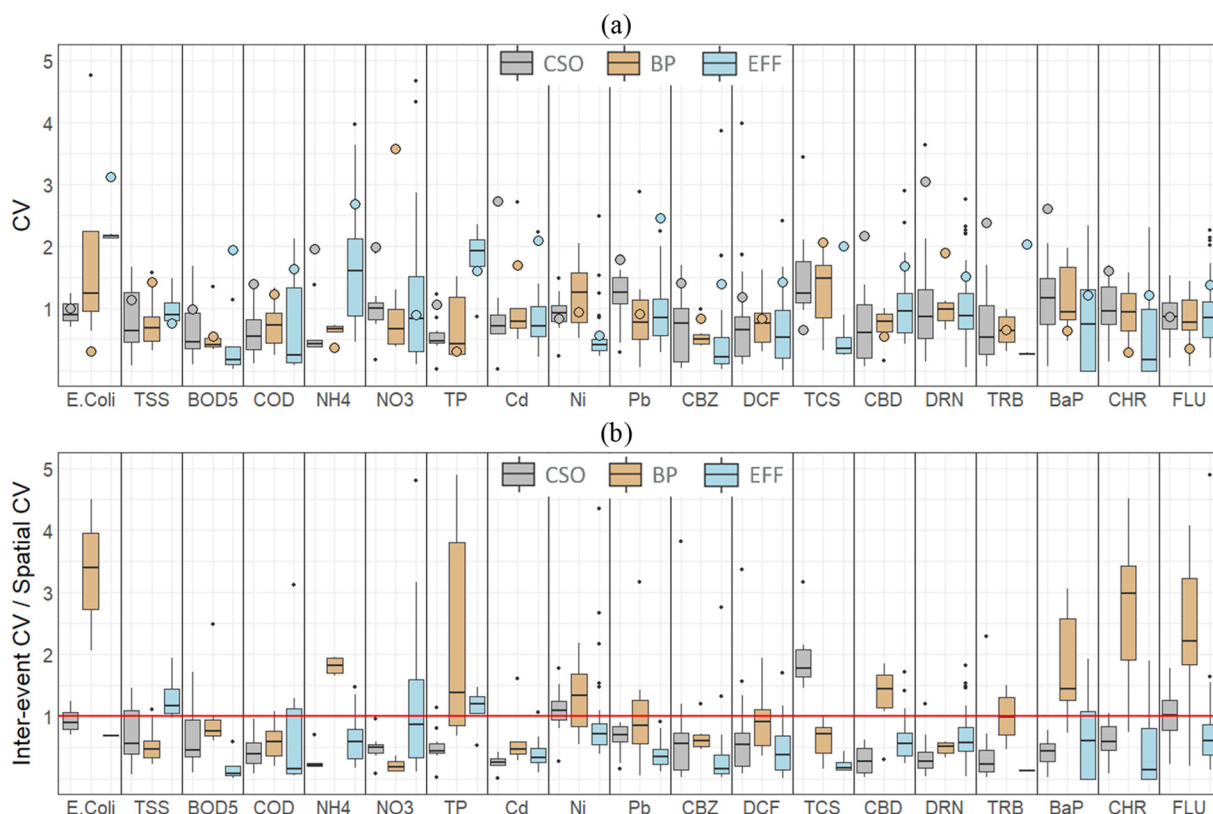 (a)
5
4
3
2
1
CV
CSO BP EFF
E.Coli TSS BOD5 COD NH4 NO3 TP Cd Ni Pb CBZ DCF TCS CBD DRN TRB BaP CHR FLU
(b)
5
4
3
2
1
Inter-event CV / Spatial CV
CSO BP EFF
E.Coli TSS BOD5 COD NH4 NO3 TP Cd Ni Pb CBZ DCF TCS CBD DRN TRB BaP CHR FLU